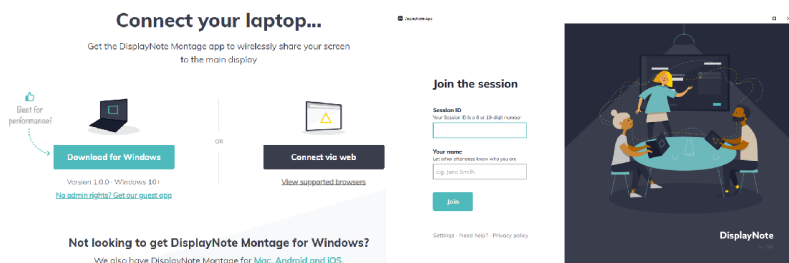 Connect your laptop...
Get the DisplayNote Montage app to wirelessly share your screen
to the main display
Best for
performance!
OR
Download for Windows
Connect via web
Version 1.0.0 · Windows 10+
View supported browsers
No admin rights? Get our guest app
Not looking to get DisplayNote Montage for Windows?
We also have DisplayNote Montage for Mac, Android and iOS.
DisplayNote App
Join the session
Session ID
Your Session ID is a 6 or 10-digit number
Your name
Let other attendees know who you are
e.g. Jane Smith
Join
Settings · Need help? · Privacy policy
DisplayNote